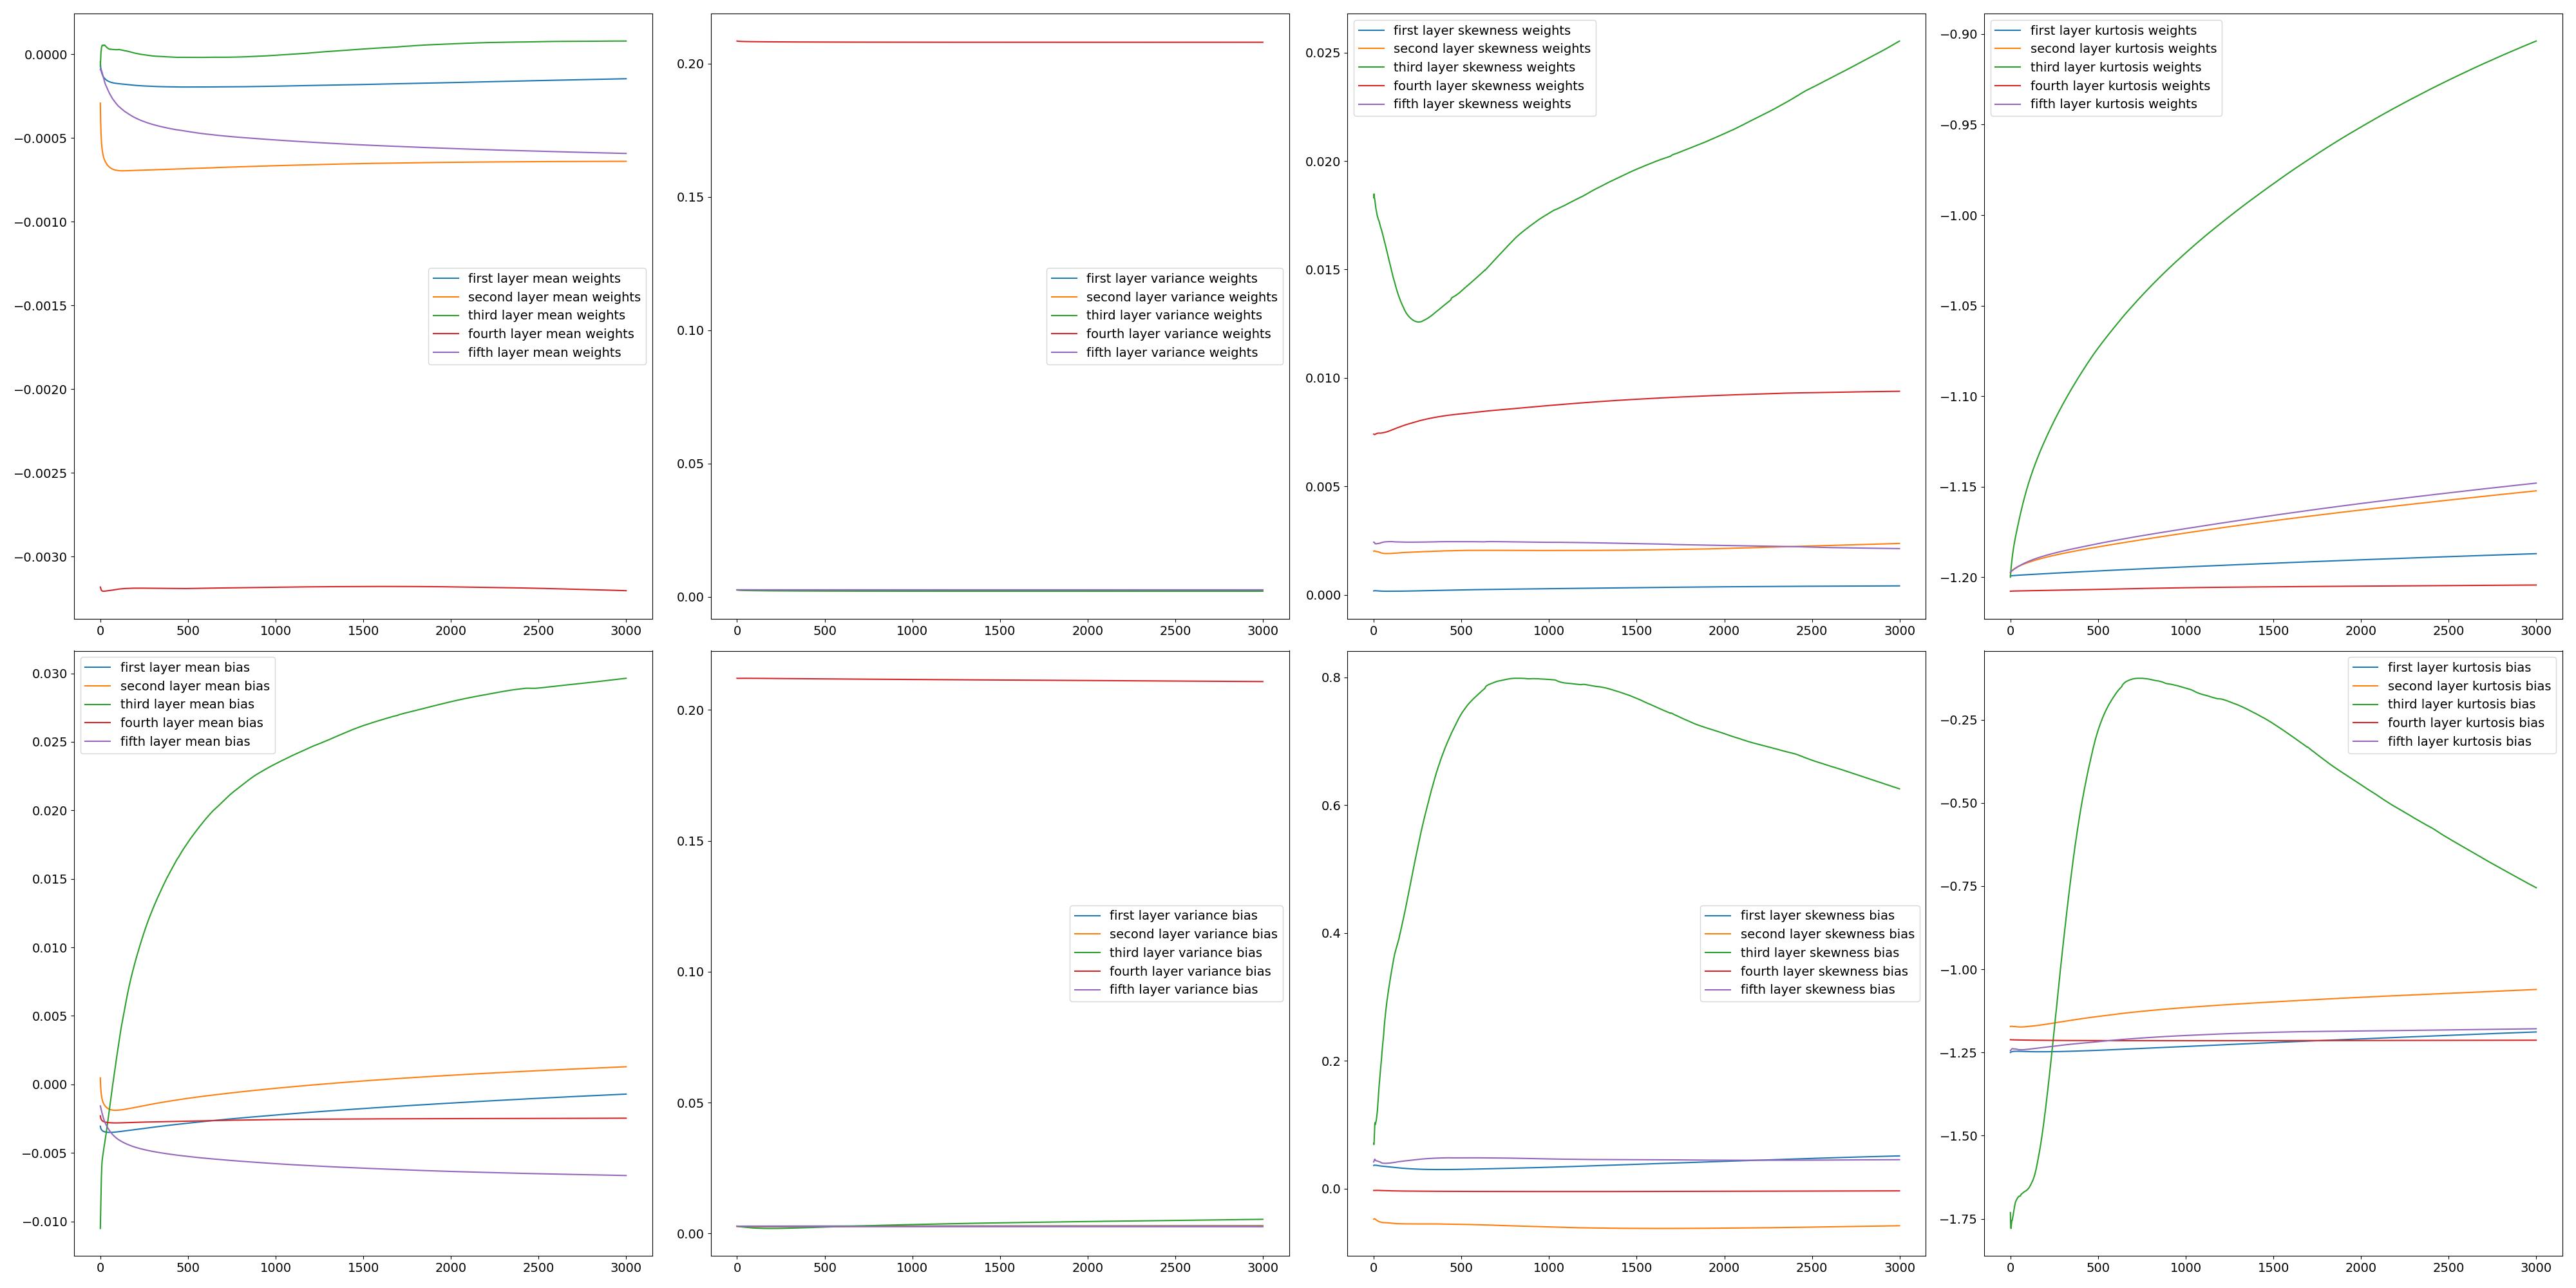 0.0000
−0.0005
−0.0010
−0.0015
−0.0020
−0.0025
−0.0030
first layer mean weights
second layer mean weights
third layer mean weights
fourth layer mean weights
fifth layer mean weights
0 500 1000 1500 2000 2500 3000
0.20
0.15
0.10
0.05
0.00
first layer variance weights
second layer variance weights
third layer variance weights
fourth layer variance weights
fifth layer variance weights
0 500 1000 1500 2000 2500 3000
first layer skewness weights
second layer skewness weights
third layer skewness weights
fourth layer skewness weights
fifth layer skewness weights
0.025
0.020
0.015
0.010
0.005
0.000
0 500 1000 1500 2000 2500 3000
first layer kurtosis weights
second layer kurtosis weights
third layer kurtosis weights
fourth layer kurtosis weights
fifth layer kurtosis weights
−0.90
−0.95
−1.00
−1.05
−1.10
−1.15
−1.20
0 500 1000 1500 2000 2500 3000
first layer mean bias
second layer mean bias
third layer mean bias
fourth layer mean bias
fifth layer mean bias
0.030
0.025
0.020
0.015
0.010
0.005
0.000
−0.005
−0.010
0 500 1000 1500 2000 2500 3000
0.20
0.15
0.10
0.05
0.00
first layer variance bias
second layer variance bias
third layer variance bias
fourth layer variance bias
fifth layer variance bias
0 500 1000 1500 2000 2500 3000
0.8
0.6
0.4
0.2
0.0
first layer skewness bias
second layer skewness bias
third layer skewness bias
fourth layer skewness bias
fifth layer skewness bias
0 500 1000 1500 2000 2500 3000
first layer kurtosis bias
second layer kurtosis bias
third layer kurtosis bias
fourth layer kurtosis bias
fifth layer kurtosis bias
−0.25
−0.50
−0.75
−1.00
−1.25
−1.50
−1.75
0 500 1000 1500 2000 2500 3000